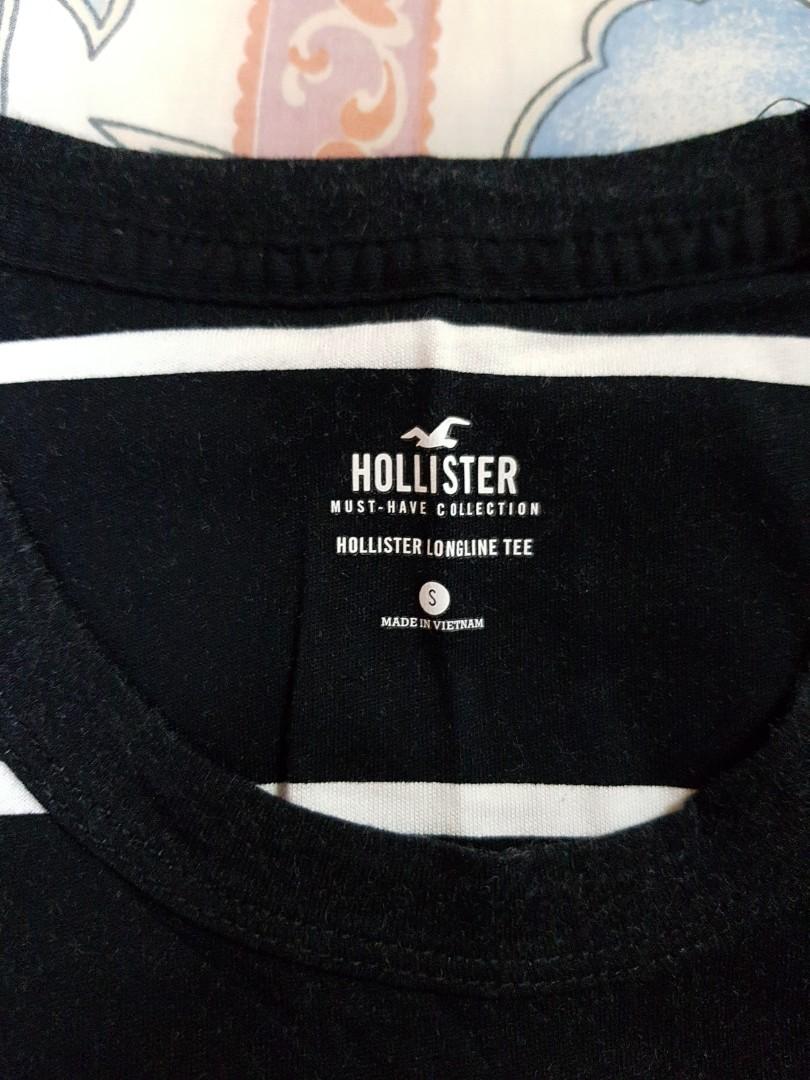 HOLLISTER
MUST-HAVE COLLECTION
HOLLISTER LONGLINE TEE
S
MADE IN VIETNAM